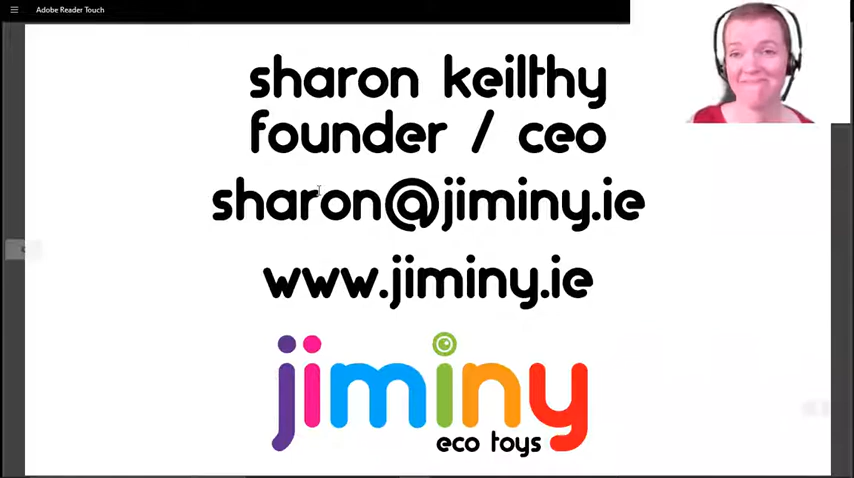 Adobe Reader Touch
sharon keilthy
founder / ceo
sharon@jiminy.ie
www.jiminy.ie
jiminy
eco toys